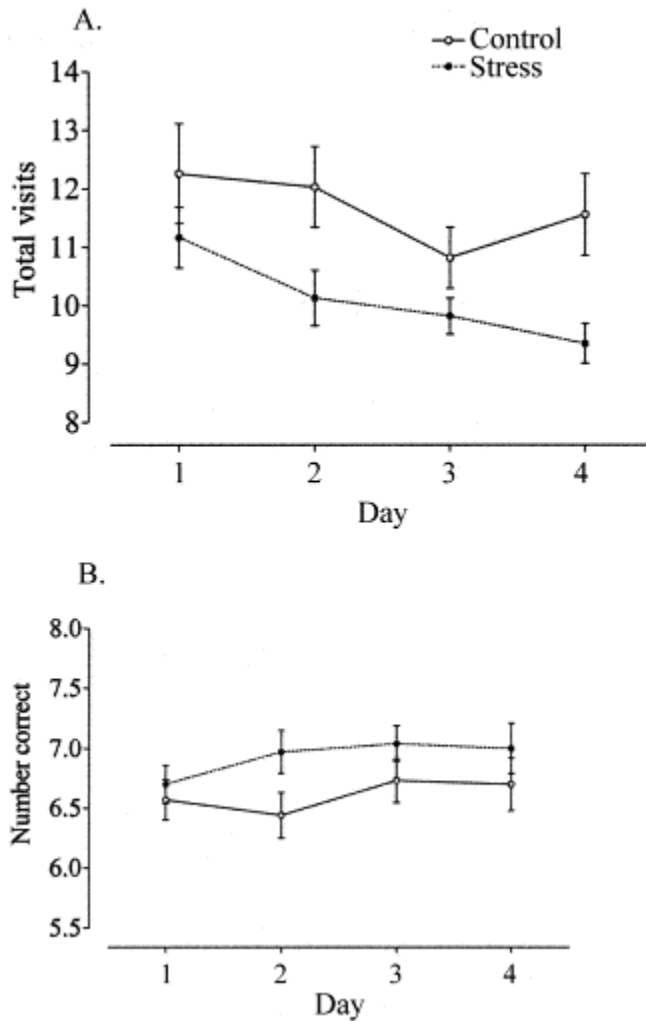 A.
Control
Stress
14
13
12
11
10
9
8
Total visits
1 2 3 4
Day
B.
8.0
7.5
7.0
6.5
6.0
5.5
Number correct
1 2 3 4
Day